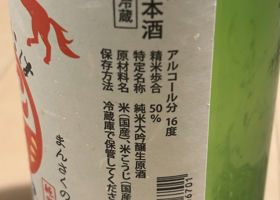 本酒
冷蔵
アルコール分 16度
精米歩合 50%
特定名称 純米大吟醸生原酒
原材料名 米(国産)、米こうじ(国産
保存方法 冷蔵庫で保管してくださ
まんさくの
6701